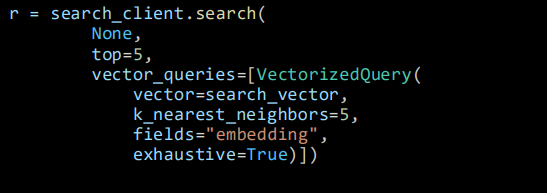 r = search_client.search(
        None,
        top=5,
        vector_queries=[VectorizedQuery(
            vector=search_vector,
            k_nearest_neighbors=5,
            fields="embedding",
            exhaustive=True)])